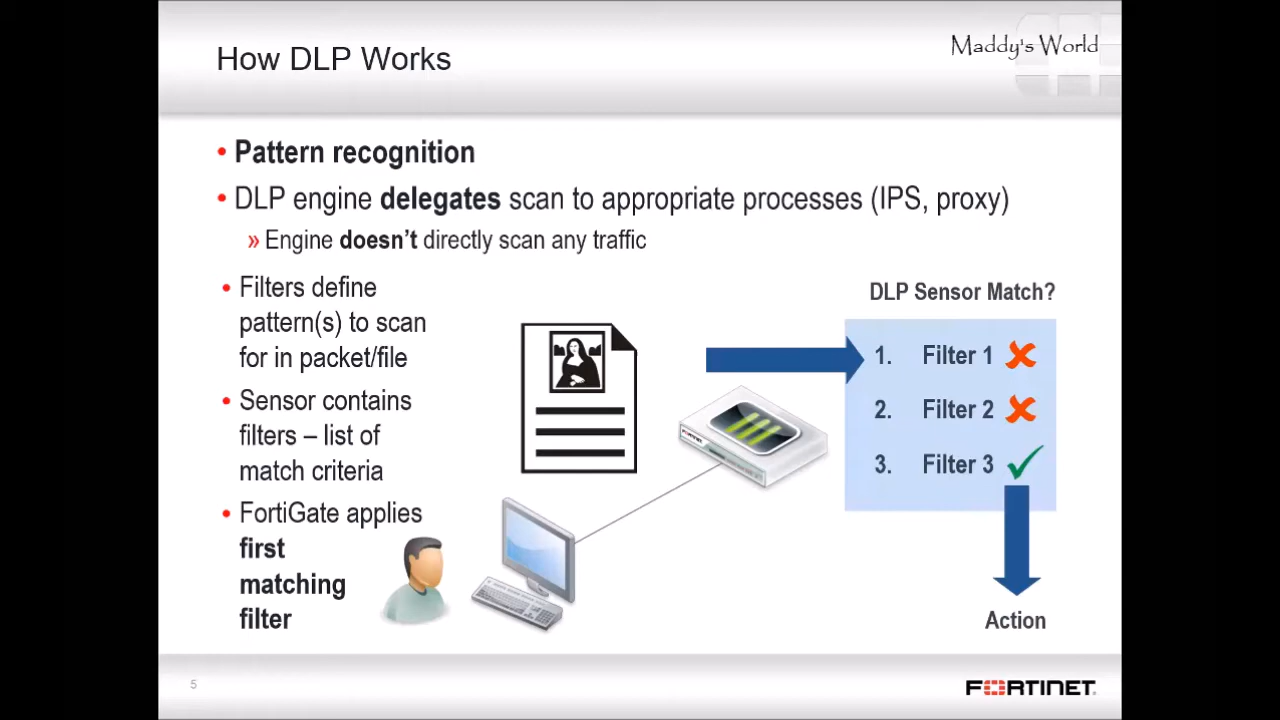 How DLP Works
Maddy's World
• Pattern recognition
• DLP engine delegates scan to appropriate processes (IPS, proxy)
» Engine doesn't directly scan any traffic
• Filters define
pattern(s) to scan
for in packet/file
• Sensor contains
filters – list of
match criteria
• FortiGate applies
first
matching
filter
FORTINET
DLP Sensor Match?
1. Filter 1
2. Filter 2
3. Filter 3
Action
5
FORTINET